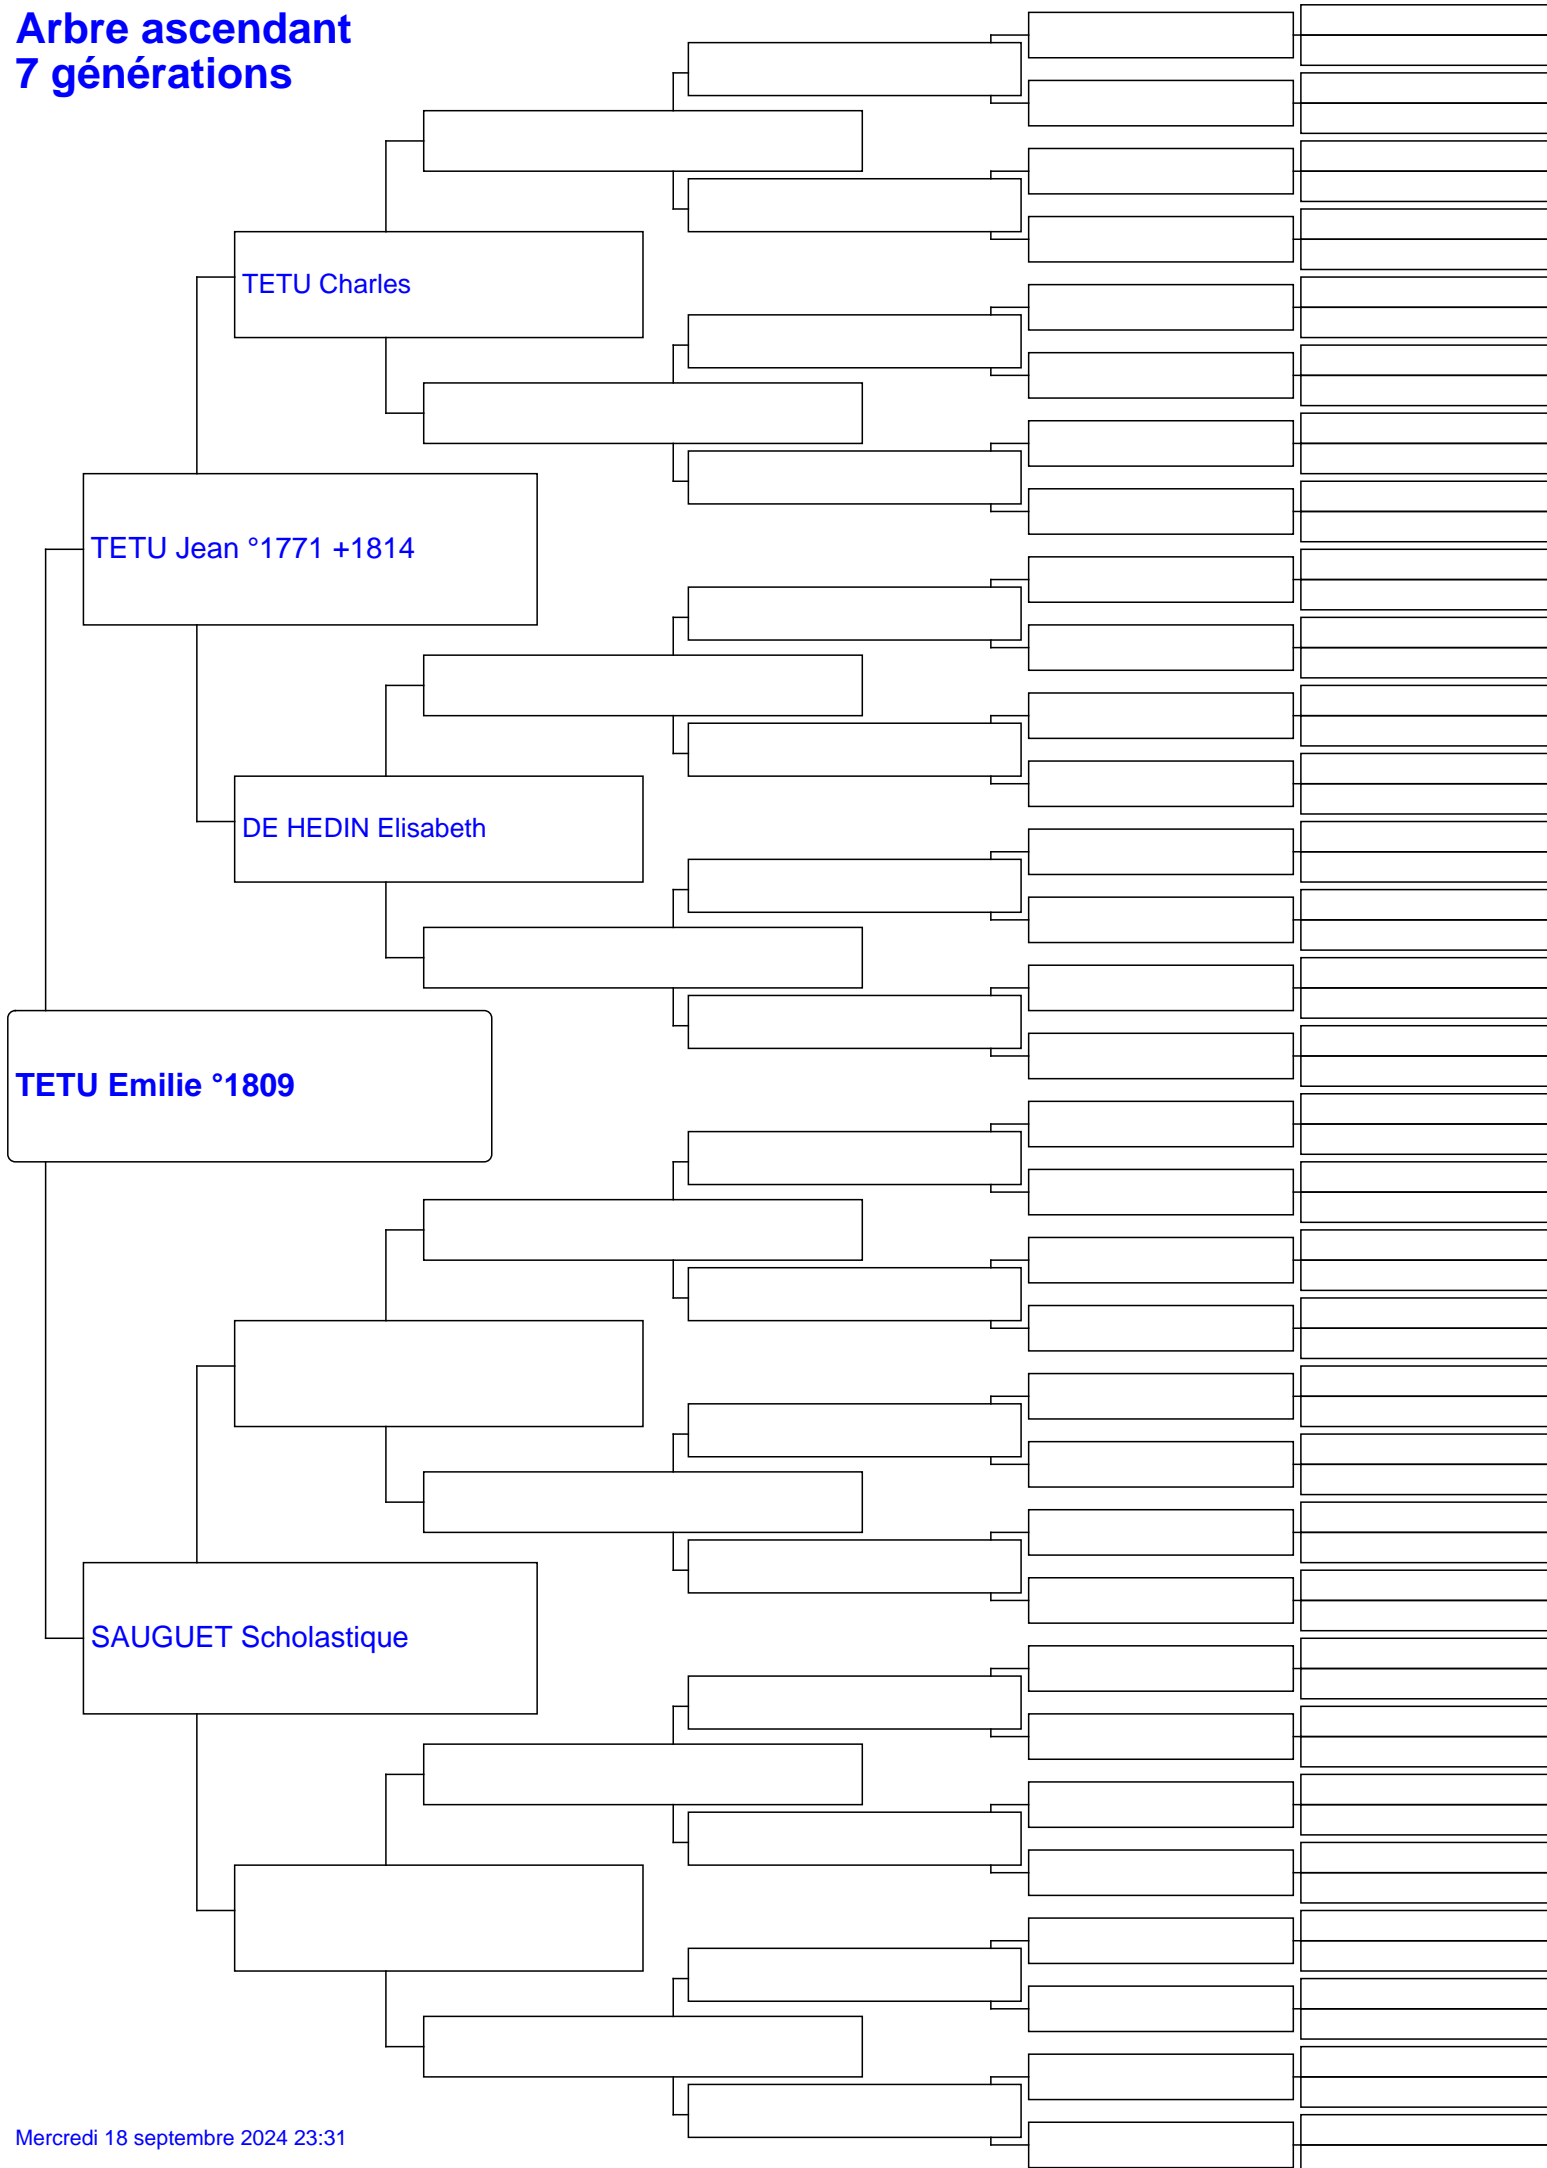 Arbre ascendant
7 générations
TETU Charles
TETU Jean °1771 +1814
DE HEDIN Elisabeth
TETU Emilie °1809
SAUGUET Scholastique
Mercredi 18 septembre 2024 23:31